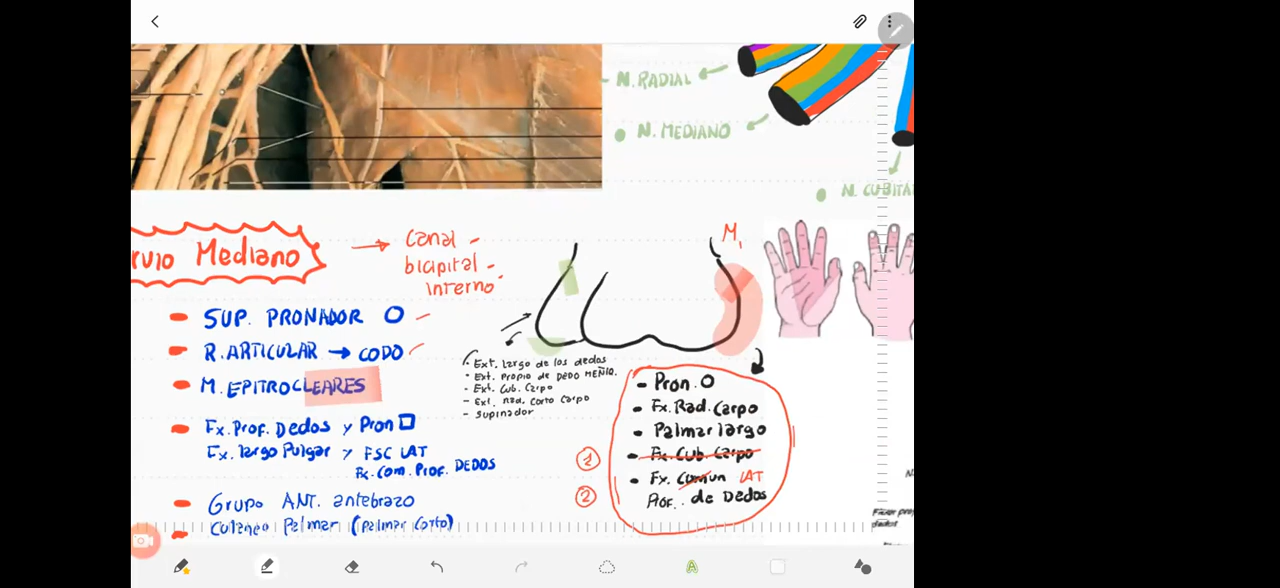 N. RADIAL
N. MEDIANO
N. CUBITA
rvio Mediano
Canal
bicipital
interno
M,
SUP. PRONADOR O
R. ARTICULAR → CODO
M. EPITROCLEARES
Fx. Prof. Dedos y Pron □
Fx. largo Pulgar y FSC LAT
Fx. Com. Prof. DEDOS
Grupo ANT. antebrazo
Cutáneo Palmar (Palmar Corto)
- Ext. largo de los dedos
- Ext. Propio de DEDO MEÑIQ.
- Ext. Cub. Carpo
- Ext. Rad. Corto Carpo
- Supinador
- Pron. O
- Fx. Rad. Carpo
- Palmar largo
① - Fx. Cub. Carpo
- Fx. Comun LAT
② Prof. de Dedos